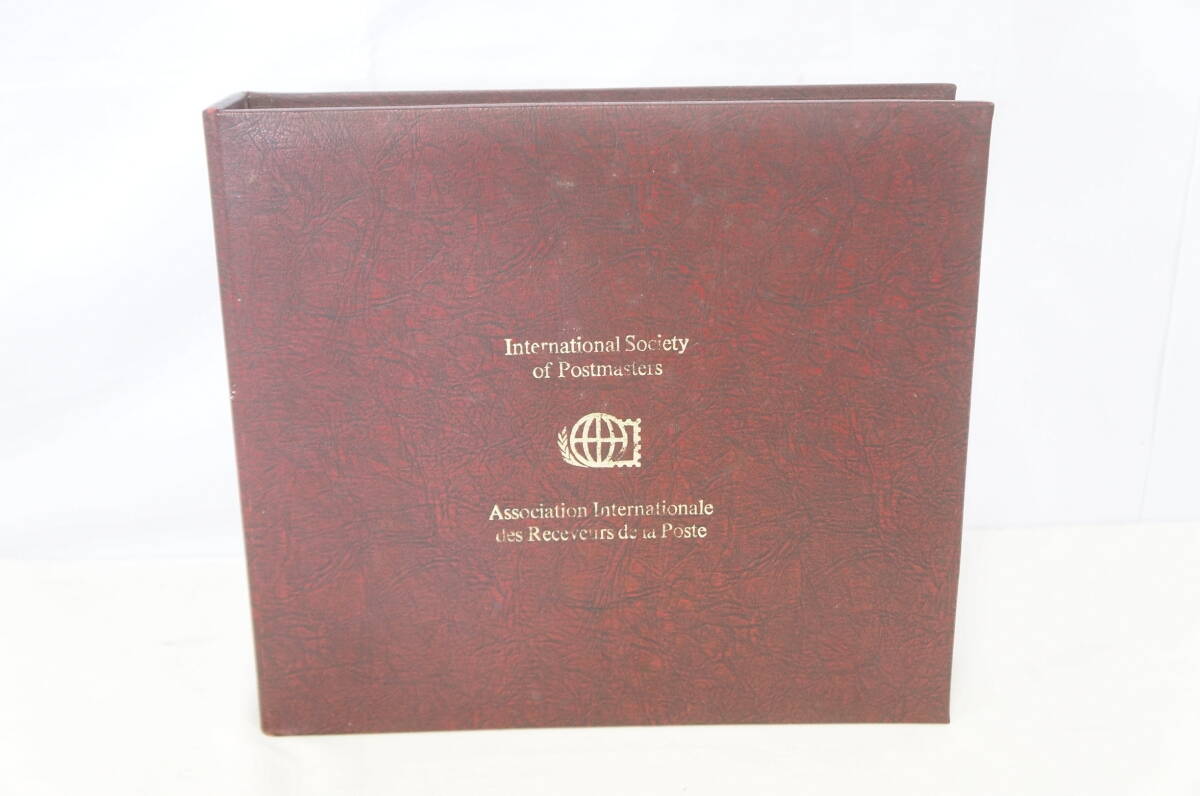 International Society
of Postmasters
Association Internationale
des Receveurs de la Poste